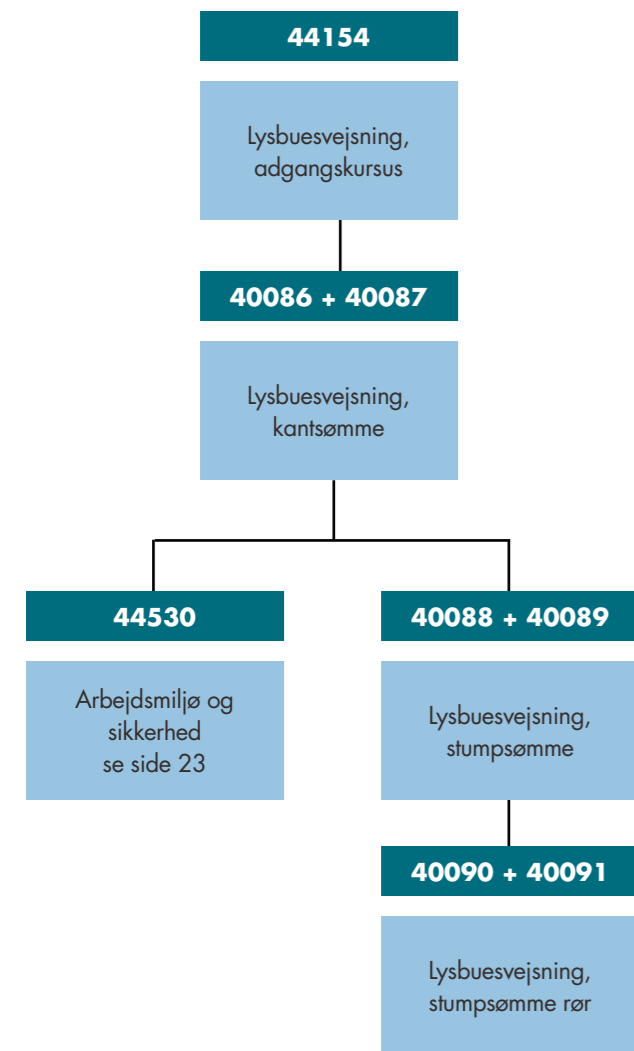 44154
Lysbuesvejsning,
adgangskursus
40086 + 40087
Lysbuesvejsning,
kantsømme
44530
Arbejdsmiljø og
sikkerhed
se side 23
40088 + 40089
Lysbuesvejsning,
stumpsømme
40090 + 40091
Lysbuesvejsning,
stumpsømme rør